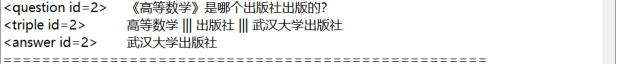 <question id=2> 《高等数学》是哪个出版社出版的?
<triple id=2> 高等数学 ||| 出版社 ||| 武汉大学出版社
<answer id=2> 武汉大学出版社
==================================================